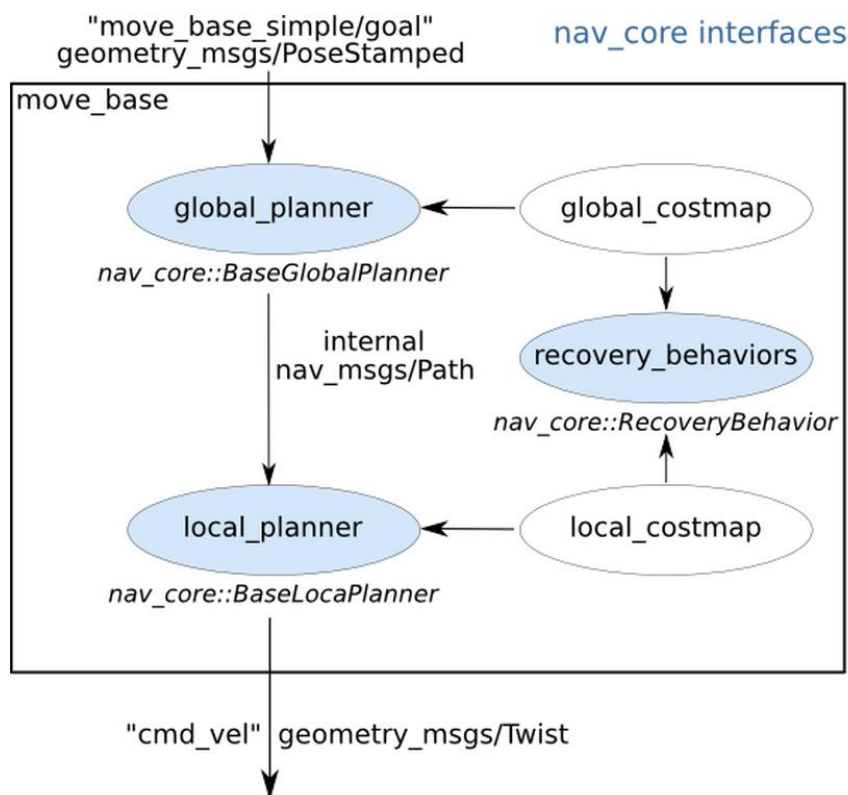 "move_base_simple/goal"
geometry_msgs/PoseStamped
nav_core interfaces
move_base
global_planner
global_costmap
nav_core::BaseGlobalPlanner
internal
nav_msgs/Path
recovery_behaviors
nav_core::RecoveryBehavior
local_planner
local_costmap
nav_core::BaseLocaPlanner
"cmd_vel" geometry_msgs/Twist